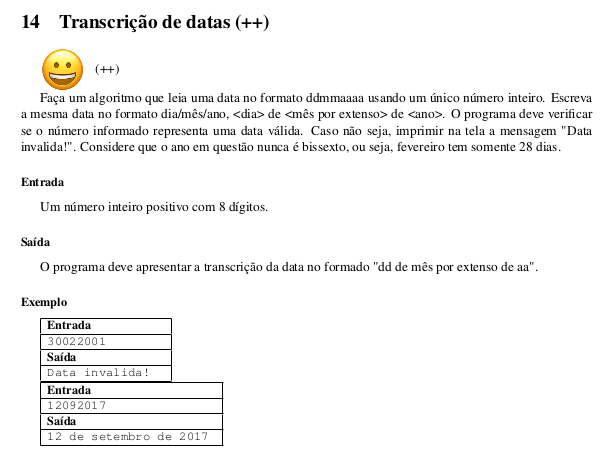 14 Transcrição de datas (++)
(++)
Faça um algoritmo que leia uma data no formato ddmmaaaa usando um único número inteiro. Escreva
a mesma data no formato dia/mês/ano, <dia> de <mês por extenso> de <ano>. O programa deve verificar
se o número informado representa uma data válida. Caso não seja, imprimir na tela a mensagem "Data
invalida!". Considere que o ano em questão nunca é bissexto, ou seja, fevereiro tem somente 28 dias.
Entrada
Um número inteiro positivo com 8 dígitos.
Saída
O programa deve apresentar a transcrição da data no formado "dd de mês por extenso de aa".
Exemplo
Entrada
30022001
Saída
Data invalida!
Entrada
12092017
Saída
12 de setembro de 2017